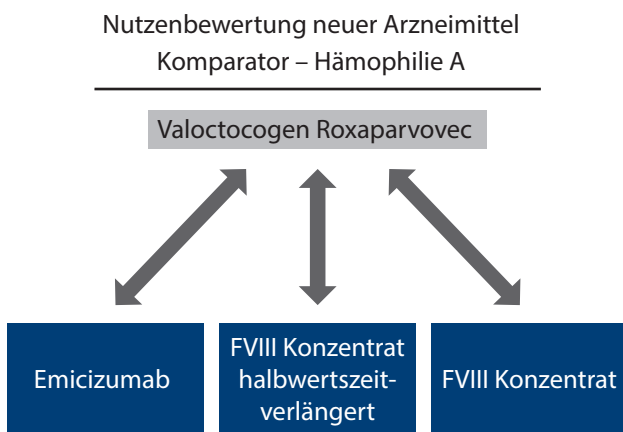 Nutzenbewertung neuer Arzneimittel
Komparator – Hämophilie A
Valoctocogen Roxaparvovec
Emicizumab
FVIII Konzentrat
halbwertszeit-
verlängert
FVIII Konzentrat